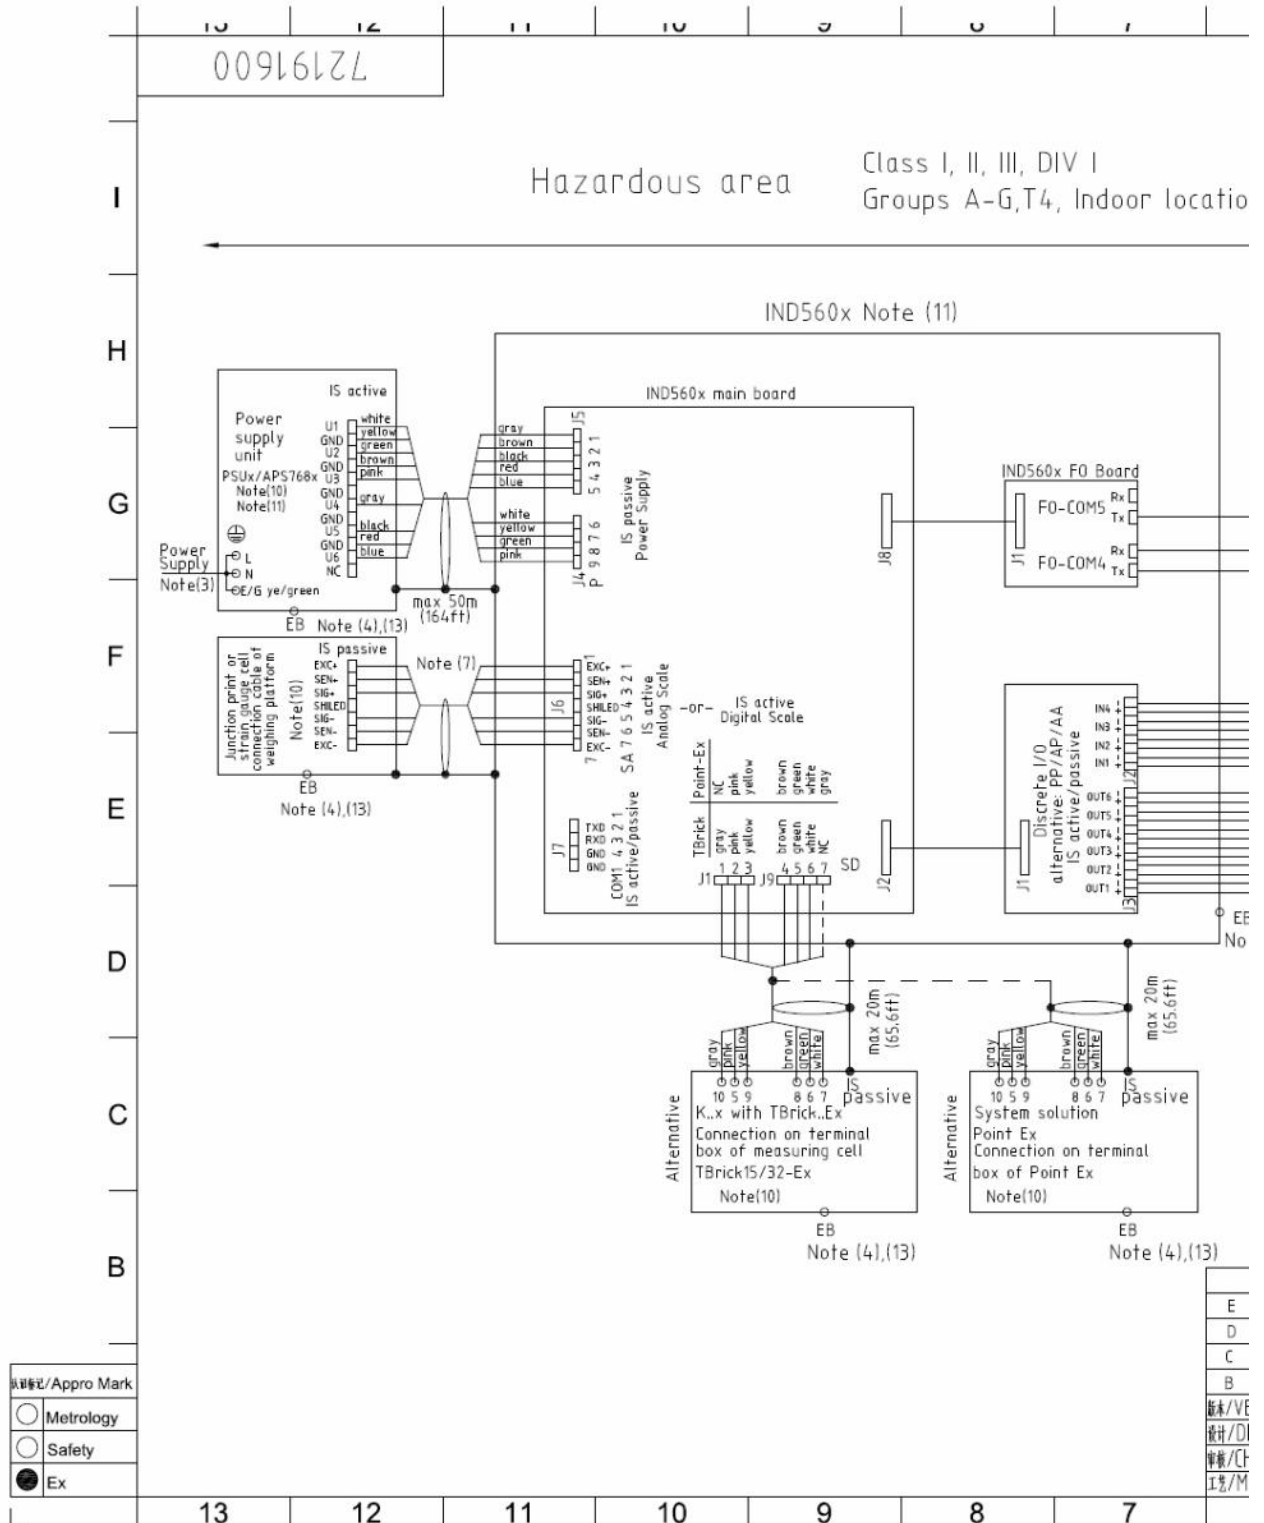 72191600
Hazardous area
Class I, II, III, DIV I
Groups A-G,T4, Indoor locatio
I
H
G
F
E
D
C
B
IND560x Note (11)
IND560x main board
IS active
Power
supply
unit
PSUx/APS768x
Note(10)
Note(11)
U1
GND
U2
GND
U3
GND
U4
GND
U5
GND
U6
NC
white
yellow
green
brown
pink
gray
black
red
blue
L
N
E/G ye/green
Power
Supply
Note(3)
EB
Note (4),(13)
max 50m
(164ft)
gray
brown
black
red
blue
white
yellow
green
pink
J5
5 4 3 2 1
J4
P 9 8 7 6
IS passive
Power Supply
J8
IND560x FO Board
J1
FO-COM5
Rx
Tx
FO-COM4
Rx
Tx
IS passive
Junction print or
strain gauge cell
connection cable of
weighing platform
Note(10)
EXC+
SEN+
SIG+
SHILED
SIG-
SEN-
EXC-
Note (7)
EB
Note (4),(13)
J6
1
7
EXC+
SEN+
SIG+
SHILED
SIG-
SEN-
EXC-
SA 7 6 5 4 3 2 1
IS active
Analog Scale
-or-
IS active
Digital Scale
J7
TXD
RXD
GND
GND
COM1 4 3 2 1
IS active/passive
Point-Ex
NC
pink
yellow
brown
green
white
gray
TBrick
gray
pink
yellow
brown
green
white
NC
1 2 3
4 5 6 7
SD
J1
J9
J2
J1
Discrete I/O
alternative: PP/AP/AA
IS active/passive
IN4 +
-
IN3 +
-
IN2 +
-
IN1 +
-
J2
OUT6 +
-
OUT5 +
-
OUT4 +
-
OUT3 +
-
OUT2 +
-
OUT1 +
J3
EB
No
max 20m
(65.6ft)
max 20m
(65.6ft)
gray
pink
yellow
brown
green
white
10 5 9
8 6 7
IS
passive
Alternative
K..x with TBrick..Ex
Connection on terminal
box of measuring cell
TBrick15/32-Ex
Note(10)
EB
Note (4),(13)
gray
pink
yellow
brown
green
white
10 5 9
8 6 7
IS
passive
Alternative
System solution
Point Ex
Connection on terminal
box of Point Ex
Note(10)
EB
Note (4),(13)
E
D
C
B
版本/VE
设计/DE
审核/CH
工艺/M
/Appro Mark
Metrology
Safety
Ex
13 12 11 10 9 8 7